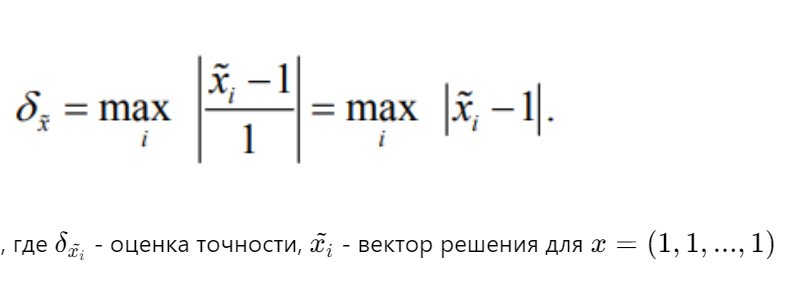 δ_x̃ = max_i |(x̃_i − 1)/1| = max_i |x̃_i − 1|.
, где δ_x̃_i - оценка точности, x̃_i - вектор решения для x = (1, 1, ..., 1)